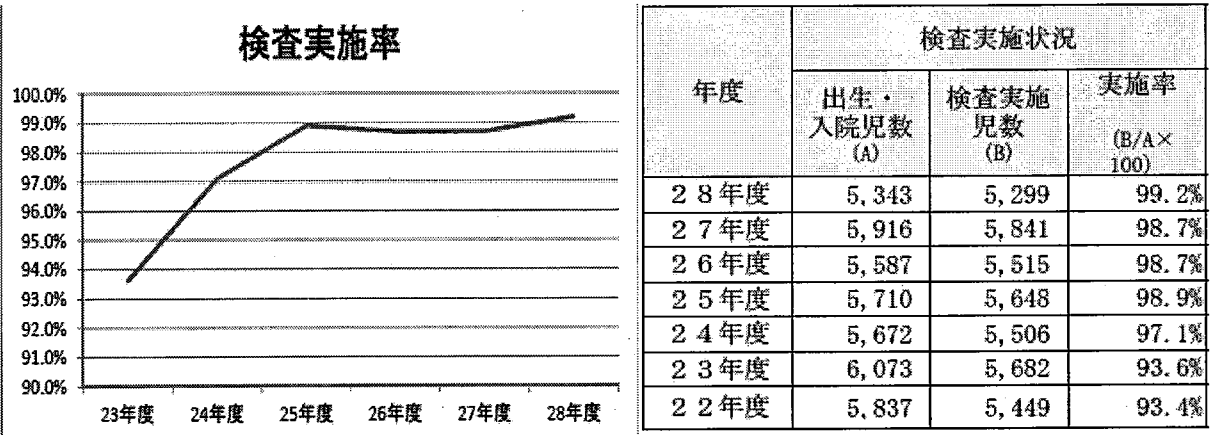 検査実施率
100.0%
99.0%
98.0%
97.0%
96.0%
95.0%
94.0%
93.0%
92.0%
91.0%
90.0%
23年度 24年度 25年度 26年度 27年度 28年度
年度 検査実施状況
出生・入院児数(A) 検査実施児数(B) 実施率(B/A×100)
28年度 5,343 5,299 99.2%
27年度 5,916 5,841 98.7%
26年度 5,587 5,515 98.7%
25年度 5,710 5,648 98.9%
24年度 5,672 5,506 97.1%
23年度 6,073 5,682 93.6%
22年度 5,837 5,449 93.4%